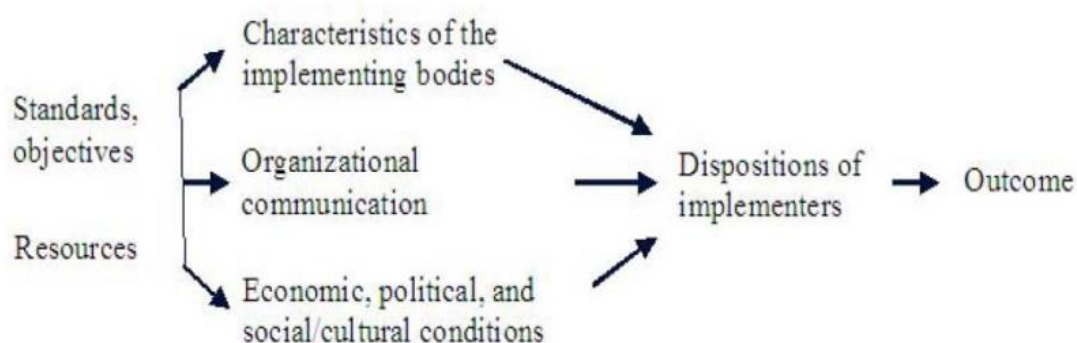 Standards,
objectives
Resources
Characteristics of the
implementing bodies
Organizational
communication
Economic, political, and
social/cultural conditions
Dispositions of
implementers
Outcome